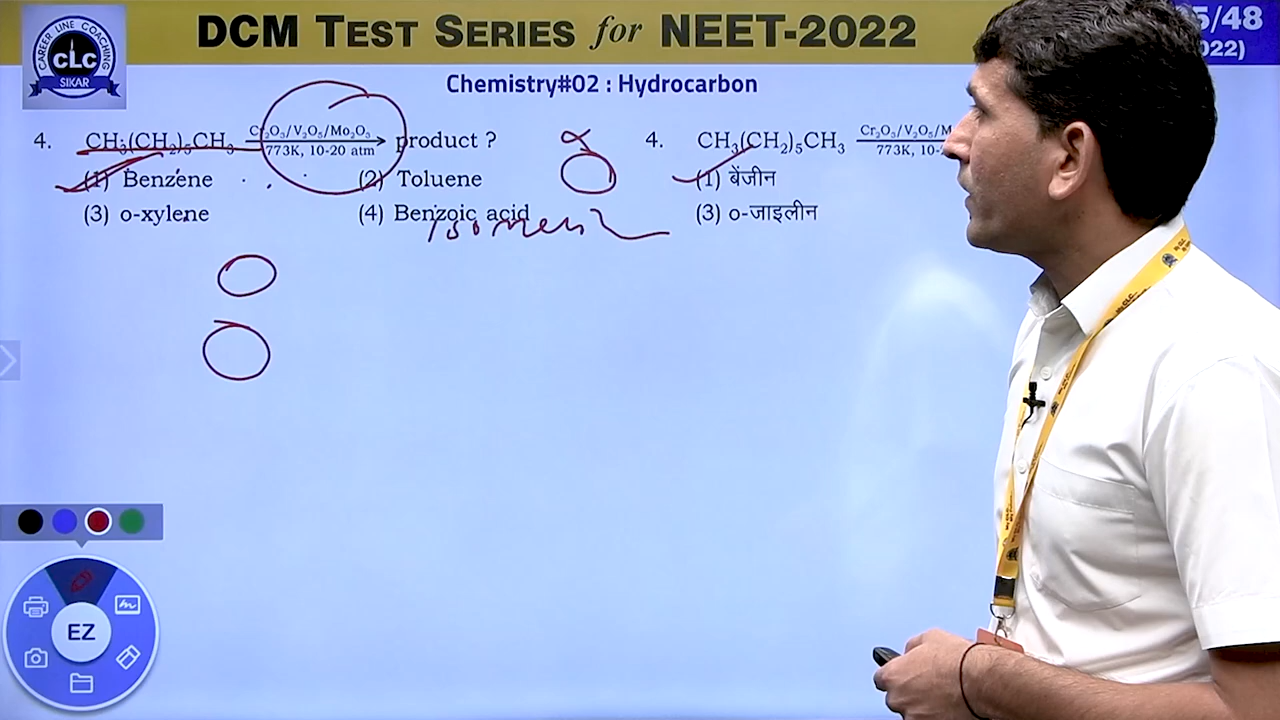 CAREER LINE COACHING
CLC
SIKAR
DCM TEST SERIES for NEET-2022
5/48
022)
Chemistry#02 : Hydrocarbon
4. CH₃(CH₂)₅CH₃ Cr₂O₃/V₂O₅/Mo₂O₃ 773K, 10-20 atm product ?
(1) Benzene (2) Toluene
(3) o-xylene (4) Benzoic acid
4. CH₃(CH₂)₅CH₃ Cr₂O₃/V₂O₅/M 773K, 10-2
(1) बेंजीन
(3) o-जाइलीन
EZ